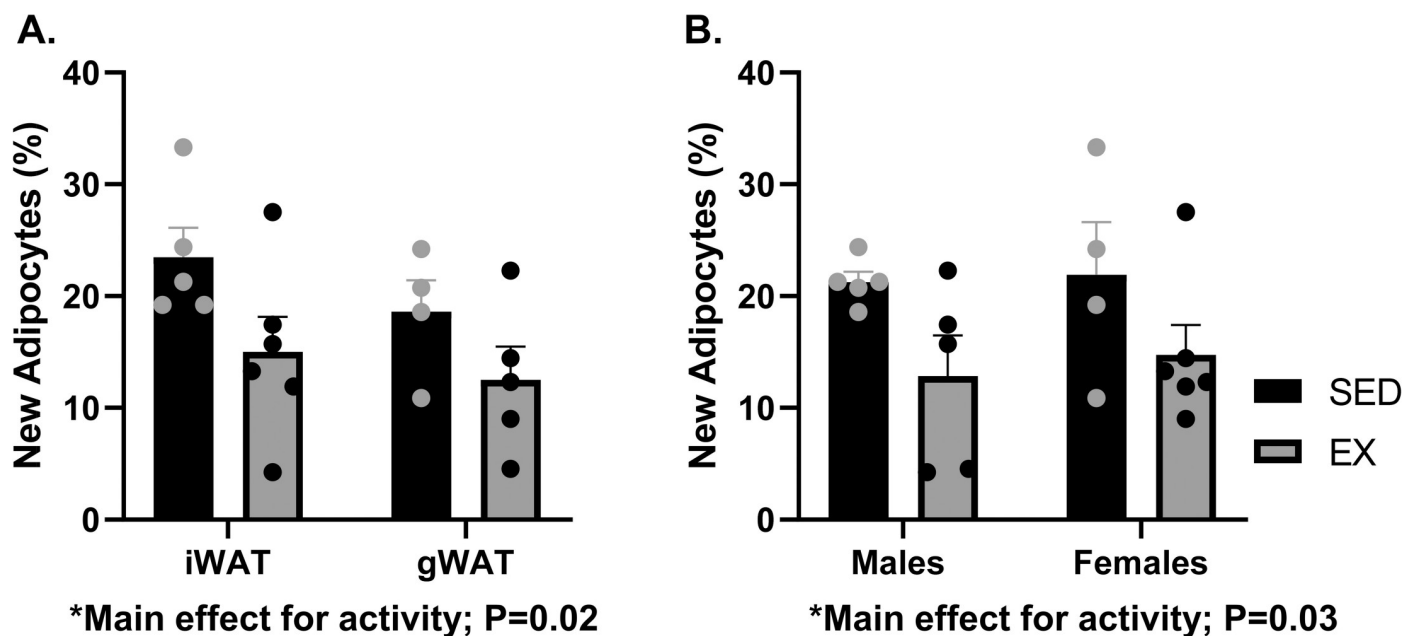 A.
New Adipocytes (%)
40
30
20
10
0
iWAT gWAT
*Main effect for activity; P=0.02
B.
New Adipocytes (%)
40
30
20
10
0
Males Females
*Main effect for activity; P=0.03
SED
EX